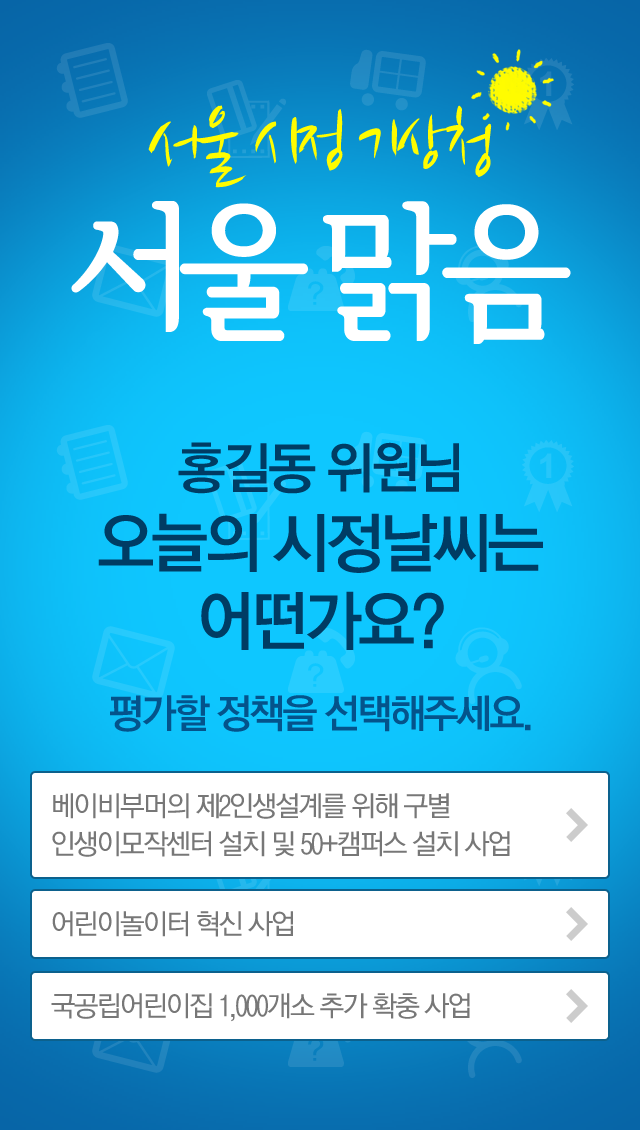 서울 시정 기상청
서울 맑음
홍길동 위원님
오늘의 시정날씨는
어떤가요?
평가할 정책을 선택해주세요.
베이비부머의 제2인생설계를 위해 구별
인생이모작센터 설치 및 50+캠퍼스 설치 사업
어린이놀이터 혁신 사업
국공립어린이집 1,000개소 추가 확충 사업